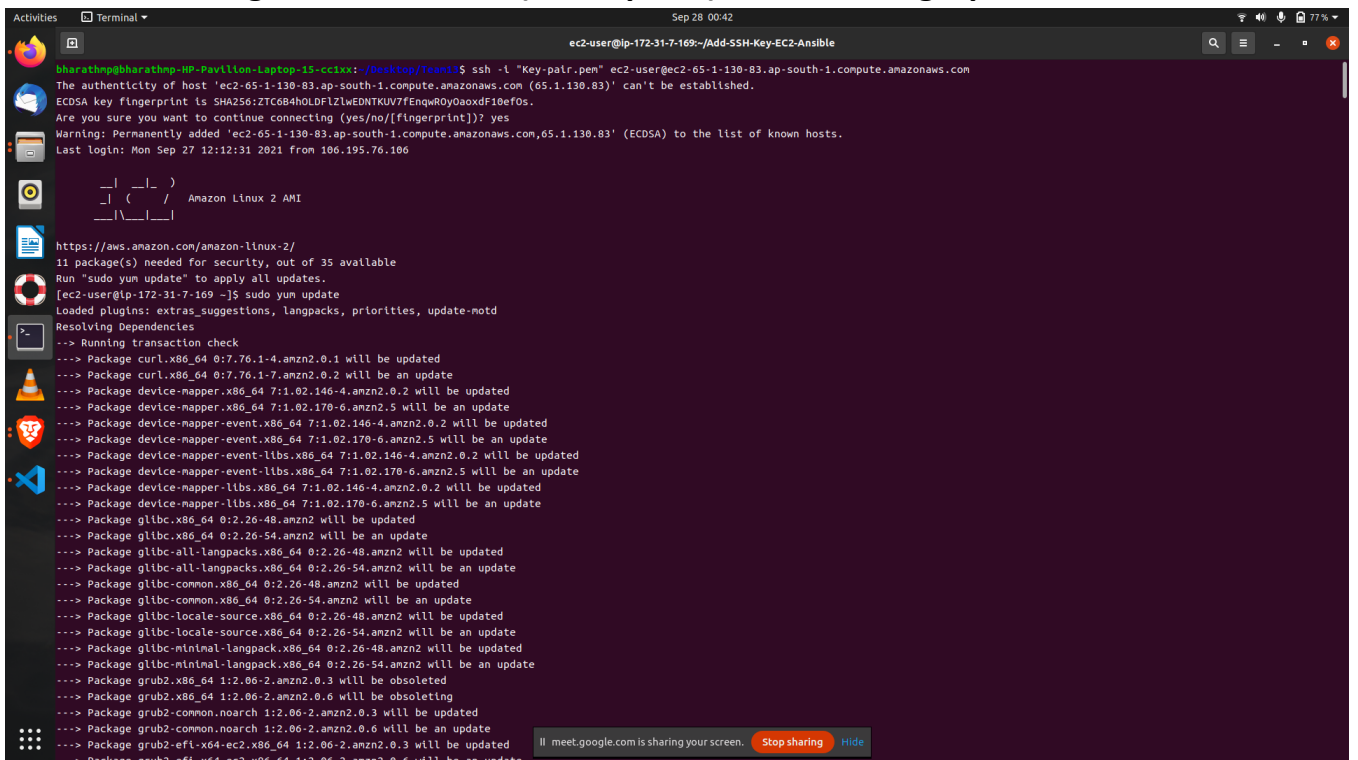 Activities Terminal Sep 28 00:42 77 %
ec2-user@ip-172-31-7-169:~/Add-SSH-Key-EC2-Ansible
bharathmp@bharathmp-HP-Pavilion-Laptop-15-cc1xx:~/Desktop/Team12$ ssh -i "Key-pair.pem" ec2-user@ec2-65-1-130-83.ap-south-1.compute.amazonaws.com
The authenticity of host 'ec2-65-1-130-83.ap-south-1.compute.amazonaws.com (65.1.130.83)' can't be established.
ECDSA key fingerprint is SHA256:ZTC6B4hOLDFlZlwEDNTKUV7fEnqwROyOaoxdF10efOs.
Are you sure you want to continue connecting (yes/no/[fingerprint])? yes
Warning: Permanently added 'ec2-65-1-130-83.ap-south-1.compute.amazonaws.com,65.1.130.83' (ECDSA) to the list of known hosts.
Last login: Mon Sep 27 12:12:31 2021 from 106.195.76.106
__| __|_ )
_| ( / Amazon Linux 2 AMI
___|\___|___|
https://aws.amazon.com/amazon-linux-2/
11 package(s) needed for security, out of 35 available
Run "sudo yum update" to apply all updates.
[ec2-user@ip-172-31-7-169 ~]$ sudo yum update
Loaded plugins: extras_suggestions, langpacks, priorities, update-motd
Resolving Dependencies
--> Running transaction check
---> Package curl.x86_64 0:7.76.1-4.amzn2.0.1 will be updated
---> Package curl.x86_64 0:7.76.1-7.amzn2.0.2 will be an update
---> Package device-mapper.x86_64 7:1.02.146-4.amzn2.0.2 will be updated
---> Package device-mapper.x86_64 7:1.02.170-6.amzn2.5 will be an update
---> Package device-mapper-event.x86_64 7:1.02.146-4.amzn2.0.2 will be updated
---> Package device-mapper-event.x86_64 7:1.02.170-6.amzn2.5 will be an update
---> Package device-mapper-event-libs.x86_64 7:1.02.146-4.amzn2.0.2 will be updated
---> Package device-mapper-event-libs.x86_64 7:1.02.170-6.amzn2.5 will be an update
---> Package device-mapper-libs.x86_64 7:1.02.146-4.amzn2.0.2 will be updated
---> Package device-mapper-libs.x86_64 7:1.02.170-6.amzn2.5 will be an update
---> Package glibc.x86_64 0:2.26-48.amzn2 will be updated
---> Package glibc.x86_64 0:2.26-54.amzn2 will be an update
---> Package glibc-all-langpacks.x86_64 0:2.26-48.amzn2 will be updated
---> Package glibc-all-langpacks.x86_64 0:2.26-54.amzn2 will be an update
---> Package glibc-common.x86_64 0:2.26-48.amzn2 will be updated
---> Package glibc-common.x86_64 0:2.26-54.amzn2 will be an update
---> Package glibc-locale-source.x86_64 0:2.26-48.amzn2 will be updated
---> Package glibc-locale-source.x86_64 0:2.26-54.amzn2 will be an update
---> Package glibc-minimal-langpack.x86_64 0:2.26-48.amzn2 will be updated
---> Package glibc-minimal-langpack.x86_64 0:2.26-54.amzn2 will be an update
---> Package grub2.x86_64 1:2.06-2.amzn2.0.3 will be obsoleted
---> Package grub2.x86_64 1:2.06-2.amzn2.0.6 will be obsoleting
---> Package grub2-common.noarch 1:2.06-2.amzn2.0.3 will be updated
---> Package grub2-common.noarch 1:2.06-2.amzn2.0.6 will be an update
---> Package grub2-efi-x64-ec2.x86_64 1:2.06-2.amzn2.0.3 will be updated
meet.google.com is sharing your screen. Stop sharing Hide